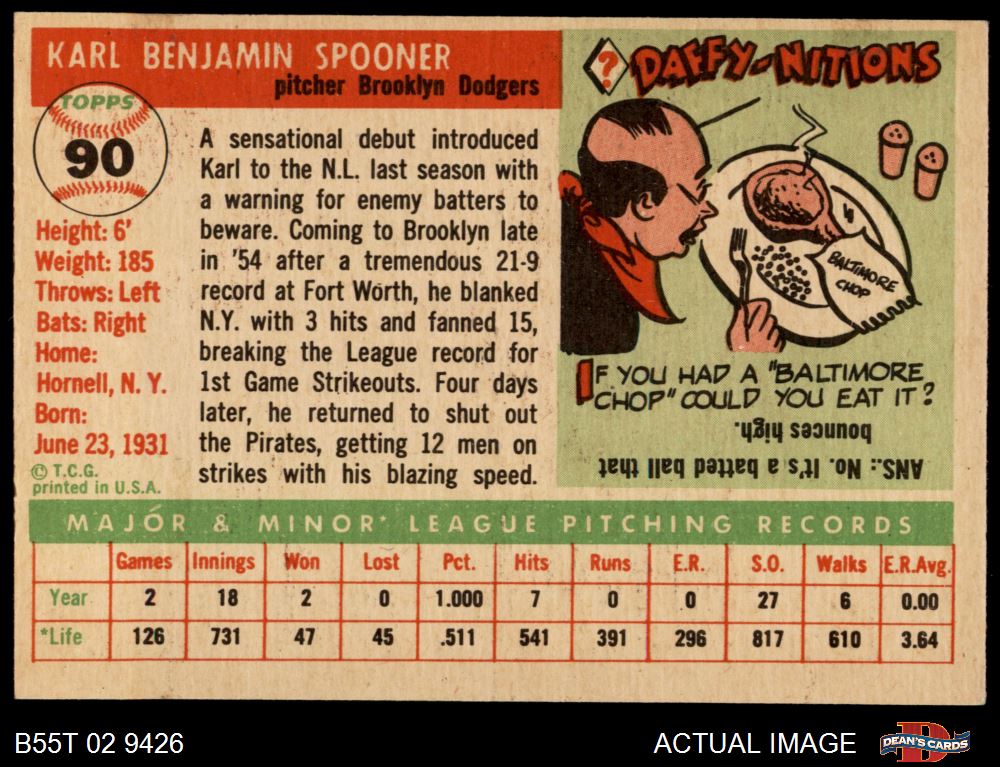 KARL BENJAMIN SPOONER
pitcher Brooklyn Dodgers
TOPPS
90
Height: 6'
Weight: 185
Throws: Left
Bats: Right
Home:
Hornell, N. Y.
Born:
June 23, 1931
© T.C.G.
printed in U.S.A.
A sensational debut introduced
Karl to the N.L. last season with
a warning for enemy batters to
beware. Coming to Brooklyn late
in '54 after a tremendous 21-9
record at Fort Worth, he blanked
N.Y. with 3 hits and fanned 15,
breaking the League record for
1st Game Strikeouts. Four days
later, he returned to shut out
the Pirates, getting 12 men on
strikes with his blazing speed.
? DAFFY-NITIONS
BALTIMORE
CHOP
IF YOU HAD A "BALTIMORE
CHOP" COULD YOU EAT IT?
ANS.: No. It's a batted ball that
bounces high.
MAJOR & MINOR* LEAGUE PITCHING RECORDS
Games Innings Won Lost Pct. Hits Runs E.R. S.O. Walks E.R.Avg.
Year 2 18 2 0 1.000 7 0 0 27 6 0.00
*Life 126 731 47 45 .511 541 391 296 817 610 3.64
B55T 02 9426
ACTUAL IMAGE
D
DEAN'S CARDS